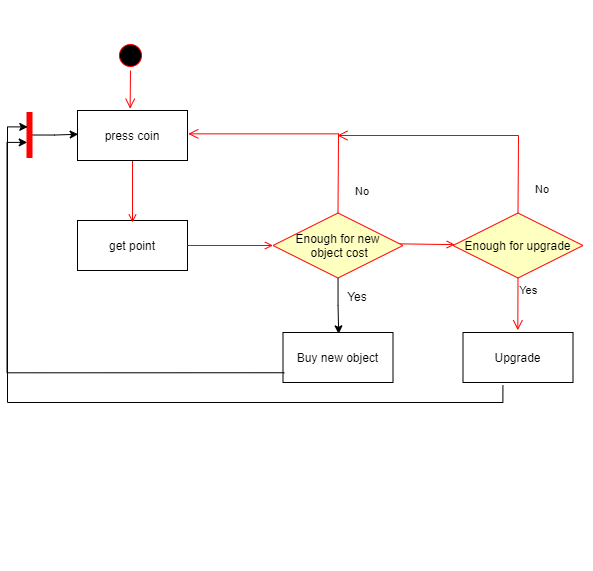 press coin
No
No
get point
Enough for new
object cost
Enough for upgrade
Yes
Yes
Buy new object
Upgrade